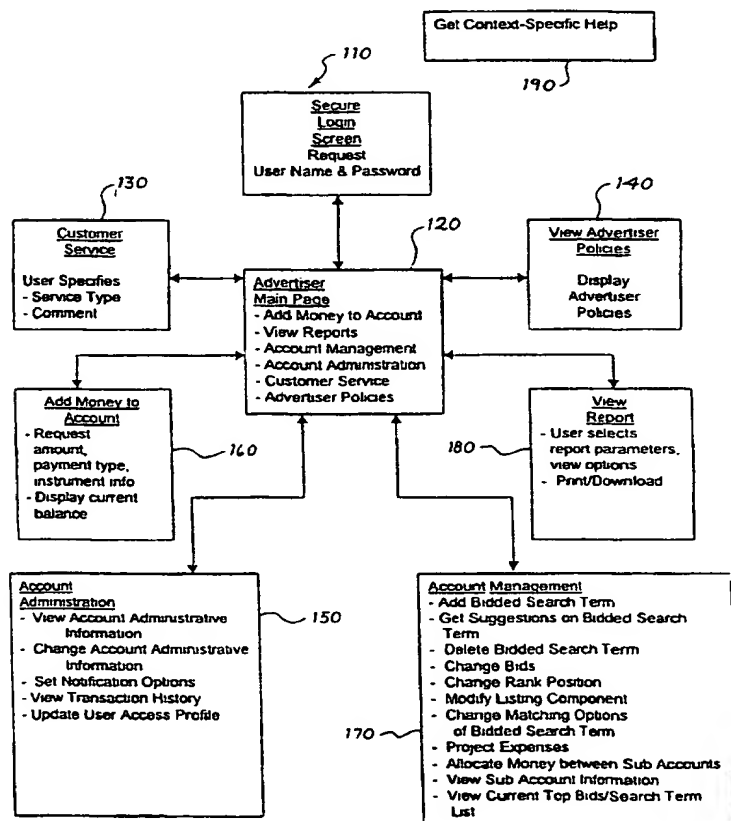 Get Context-Specific Help
190
110
Secure
Login
Screen
Request
User Name & Password
130
Customer
Service
User Specifies
- Service Type
- Comment
120
Advertiser
Main Page
- Add Money to Account
- View Reports
- Account Management
- Account Administration
- Customer Service
- Advertiser Policies
140
View Advertiser
Policies
Display
Advertiser
Policies
Add Money to
Account
- Request
amount,
payment type,
instrument info
- Display current
balance
160
View
Report
- User selects
report parameters,
view options
- Print/Download
180
Account
Administration
- View Account Administrative
Information
- Change Account Administrative
Information
- Set Notification Options
- View Transaction History
- Update User Access Profile
150
Account Management
- Add Bidded Search Term
- Get Suggestions on Bidded Search
Term
- Delete Bidded Search Term
- Change Bids
- Change Rank Position
- Modify Listing Component
- Change Matching Options
of Bidded Search Term
- Project Expenses
- Allocate Money between Sub Accounts
- View Sub Account Information
- View Current Top Bids/Search Term
List
170